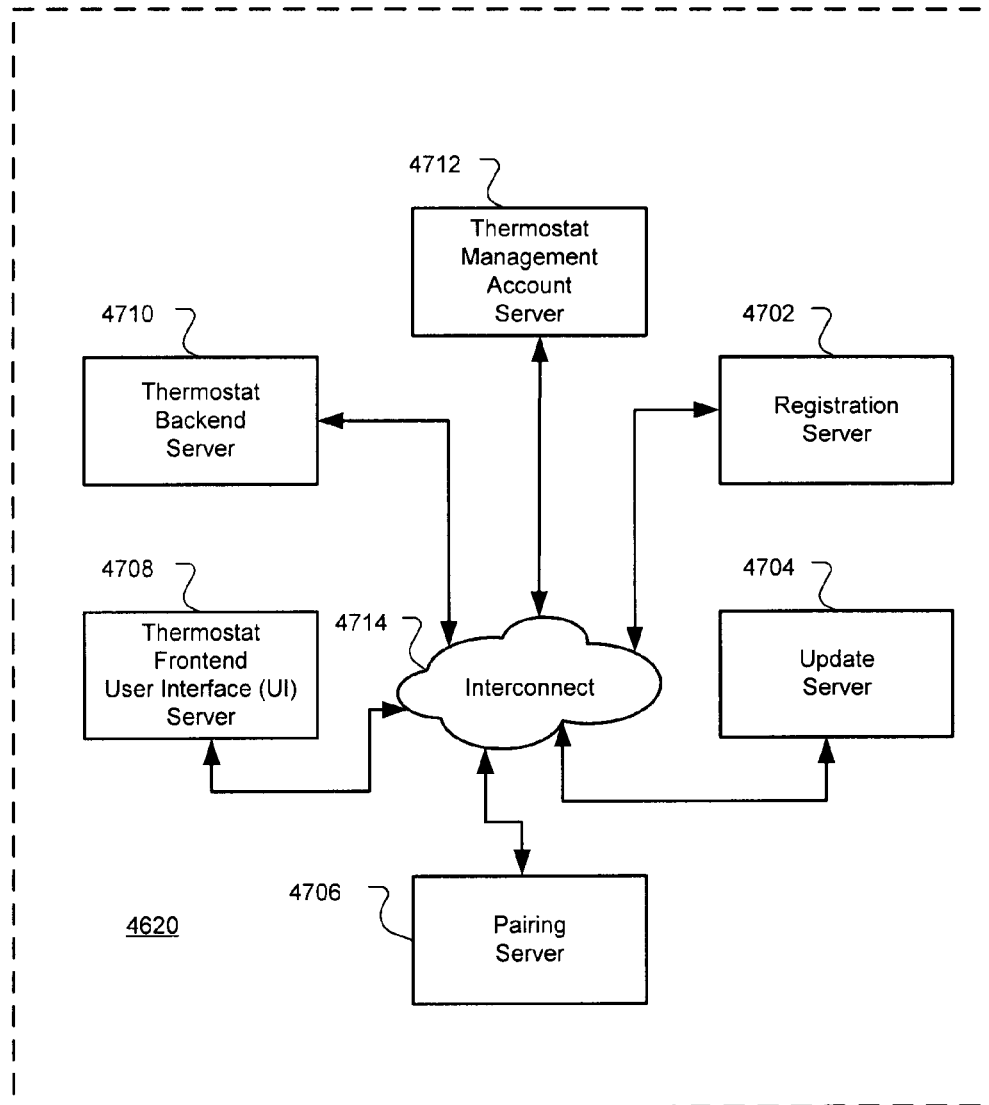 4712
Thermostat
Management
Account
Server
4710
Thermostat
Backend
Server
4702
Registration
Server
4708
Thermostat
Frontend
User Interface (UI)
Server
4714
Interconnect
4704
Update
Server
4706
Pairing
Server
4620